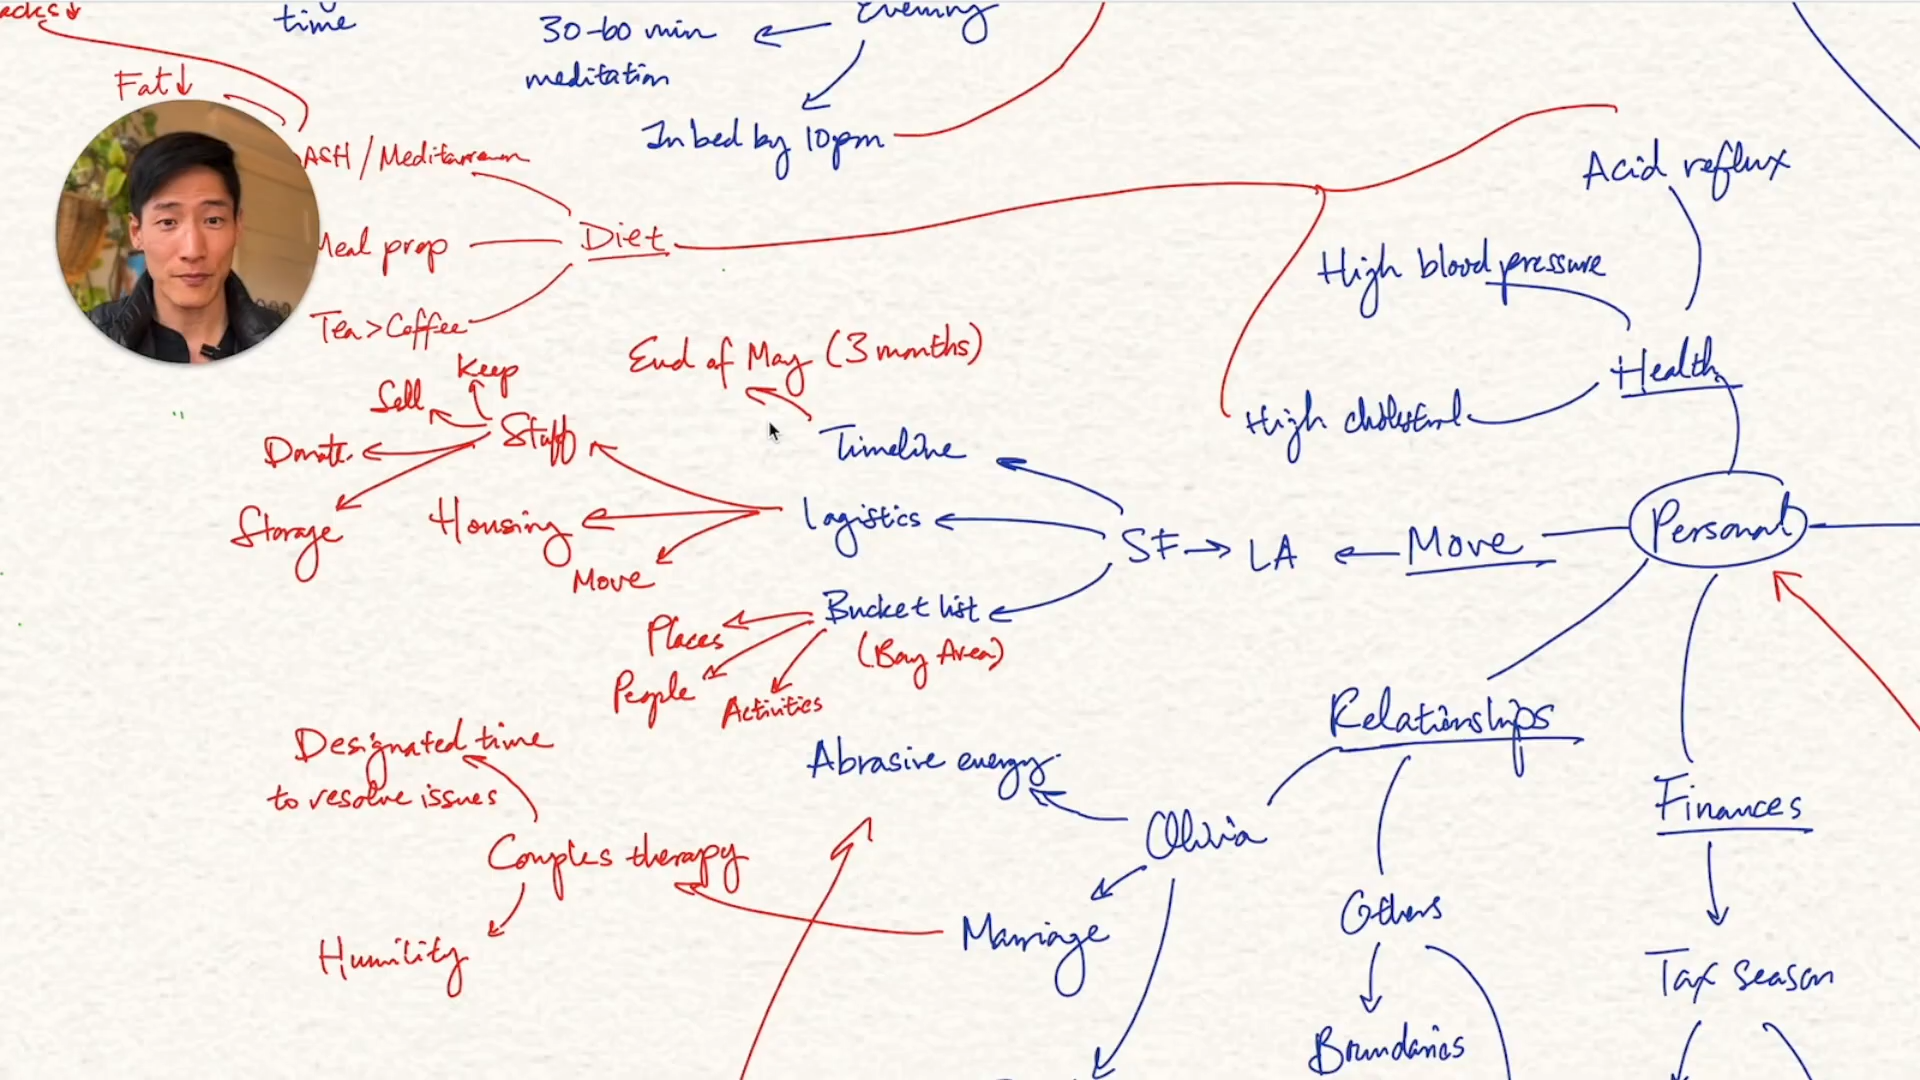 time
30-60 min
meditation
Evening
Fat↓
In bed by 10pm
ASH / Mediterranean
Acid reflux
Meal prep
Diet
High blood pressure
Tea > Coffee
Keep
End of May (3 months)
Health
Sell
High cholesterol
Stuff
Donate
Timeline
Storage
Housing
Logistics
SF → LA
Move
Personal
Move
Places
Bucket list
(Bay Area)
People
Activities
Relationships
Designated time
to resolve issues
Abrasive energy
Finances
Olivia
Couples therapy
Others
Marriage
Humility
Tax season
Boundaries